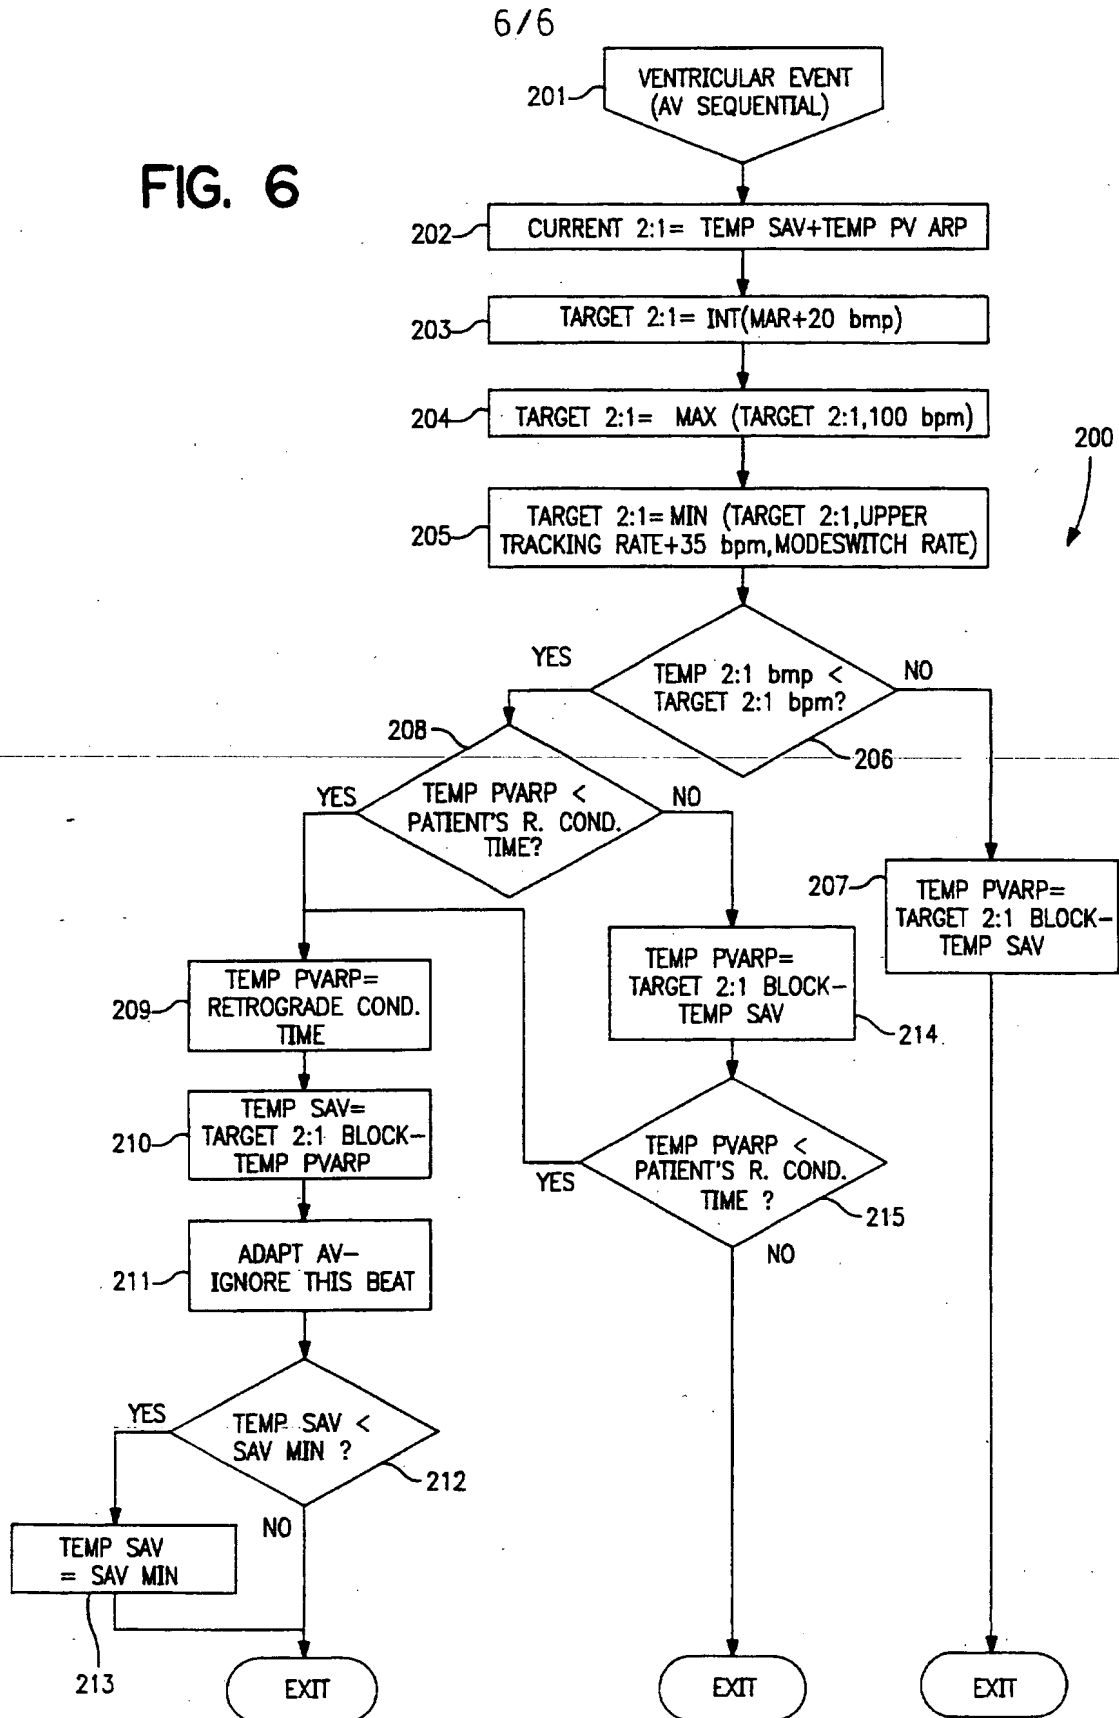 6/6
FIG. 6
VENTRICULAR EVENT
(AV SEQUENTIAL)
201
CURRENT 2:1= TEMP SAV+TEMP PV ARP
202
TARGET 2:1= INT(MAR+20 bmp)
203
TARGET 2:1= MAX (TARGET 2:1,100 bpm)
204
200
TARGET 2:1=MIN (TARGET 2:1,UPPER
TRACKING RATE+35 bpm,MODESWITCH RATE)
205
YES
TEMP 2:1 bmp <
TARGET 2:1 bpm?
NO
206
208
YES
TEMP PVARP <
PATIENT'S R. COND.
TIME?
NO
207
TEMP PVARP=
TARGET 2:1 BLOCK–
TEMP SAV
TEMP PVARP=
RETROGRADE COND.
TIME
209
TEMP PVARP=
TARGET 2:1 BLOCK–
TEMP SAV
214
TEMP SAV=
TARGET 2:1 BLOCK–
TEMP PVARP
210
TEMP PVARP <
PATIENT'S R. COND.
TIME ?
YES
215
NO
ADAPT AV–
IGNORE THIS BEAT
211
YES
TEMP SAV <
SAV MIN ?
212
NO
TEMP SAV
= SAV MIN
213
EXIT
EXIT
EXIT